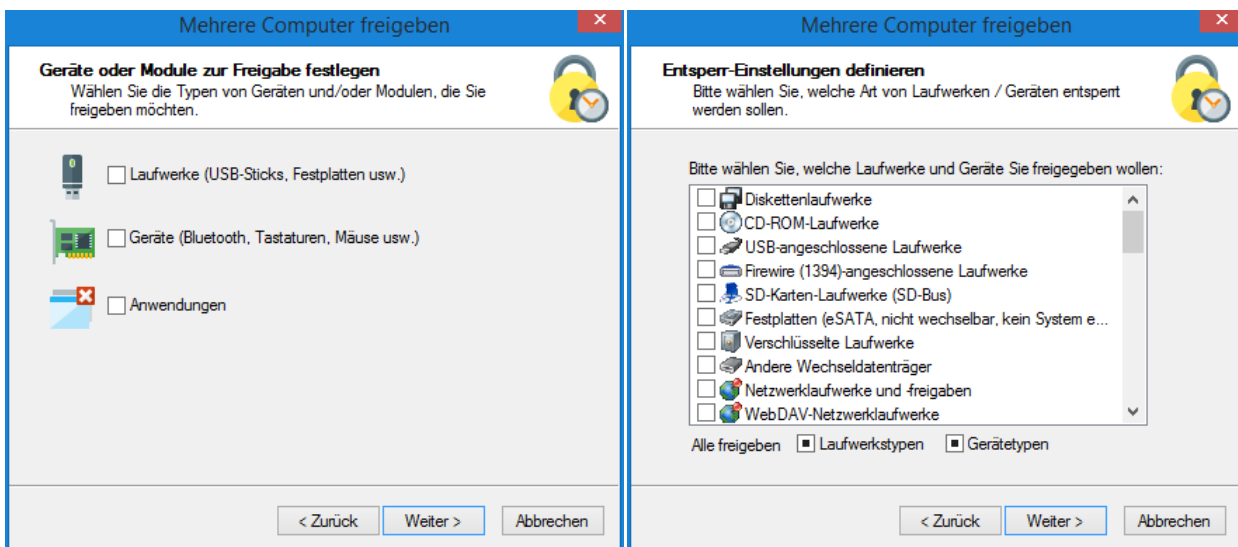 Mehrere Computer freigeben
Geräte oder Module zur Freigabe festlegen
Wählen Sie die Typen von Geräten und/oder Modulen, die Sie
freigeben möchten.
Laufwerke (USB-Sticks, Festplatten usw.)
Geräte (Bluetooth, Tastaturen, Mäuse usw.)
Anwendungen
< Zurück
Weiter >
Abbrechen
Mehrere Computer freigeben
Entsperr-Einstellungen definieren
Bitte wählen Sie, welche Art von Laufwerken / Geräten entsperrt
werden sollen.
Bitte wählen Sie, welche Laufwerke und Geräte Sie freigegeben wollen:
Diskettenlaufwerke
CD-ROM-Laufwerke
USB-angeschlossene Laufwerke
Firewire (1394)-angeschlossene Laufwerke
SD-Karten-Laufwerke (SD-Bus)
Festplatten (eSATA, nicht wechselbar, kein System e...
Verschlüsselte Laufwerke
Andere Wechseldatenträger
Netzwerklaufwerke und -freigaben
WebDAV-Netzwerklaufwerke
Alle freigeben Laufwerkstypen Gerätetypen
< Zurück
Weiter >
Abbrechen